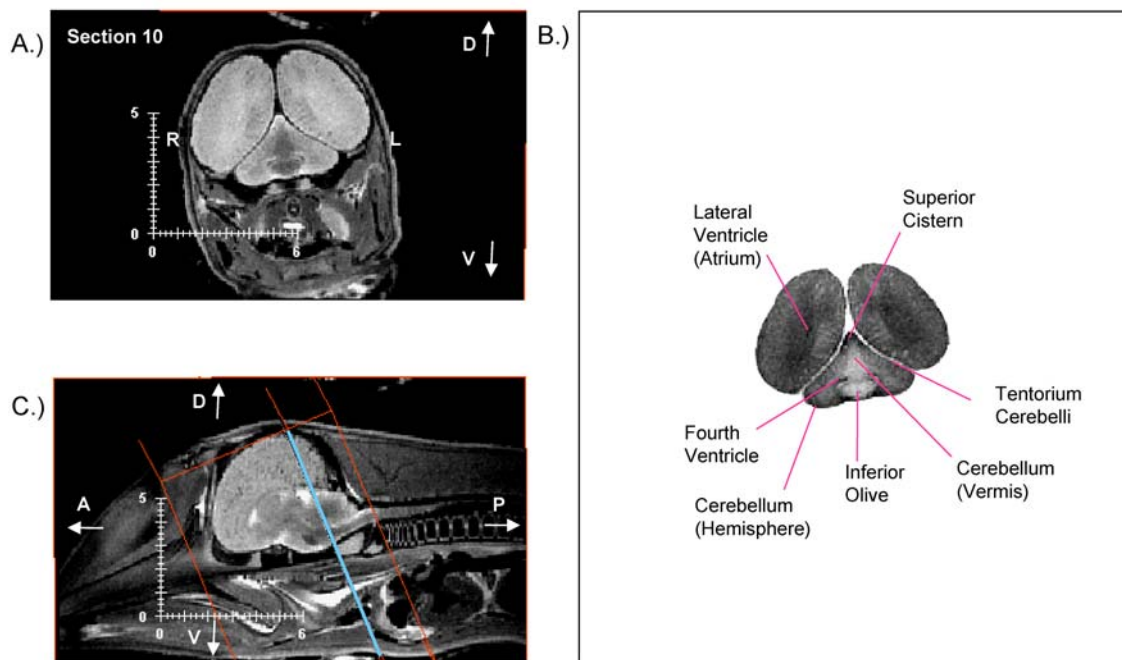 A.)
Section 10
D
5
R
L
0
0
6
V
B.)
Lateral
Ventricle
(Atrium)
Superior
Cistern
Tentorium
Cerebelli
Fourth
Ventricle
Inferior
Olive
Cerebellum
(Vermis)
Cerebellum
(Hemisphere)
C.)
D
A
5
P
0
0
6
V